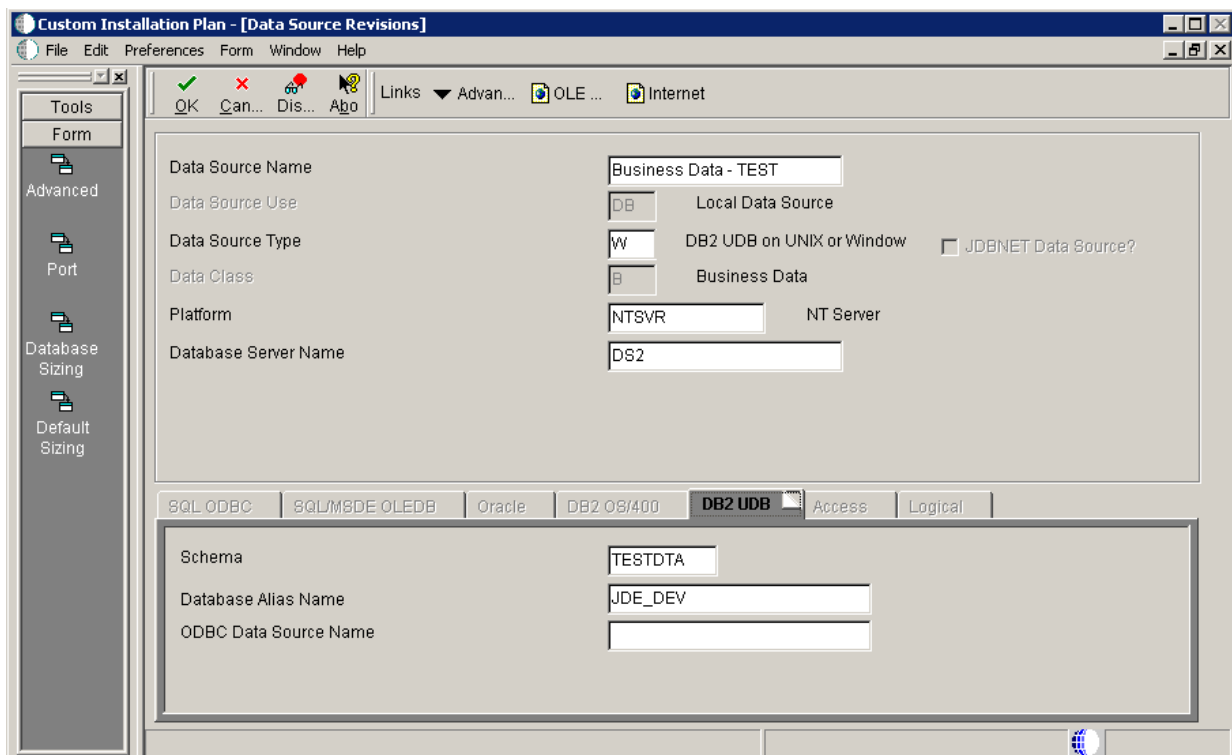 Custom Installation Plan - [Data Source Revisions]
File Edit Preferences Form Window Help
Tools
Form
Advanced
Port
Database
Sizing
Default
Sizing
OK Can... Dis... Abo Links Advan... OLE ... Internet
Data Source Name Business Data - TEST
Data Source Use DB Local Data Source
Data Source Type W DB2 UDB on UNIX or Window JDBNET Data Source?
Data Class B Business Data
Platform NTSVR NT Server
Database Server Name DS2
SQL ODBC SQL/MSDE OLEDB Oracle DB2 OS/400 DB2 UDB Access Logical
Schema TESTDTA
Database Alias Name JDE_DEV
ODBC Data Source Name